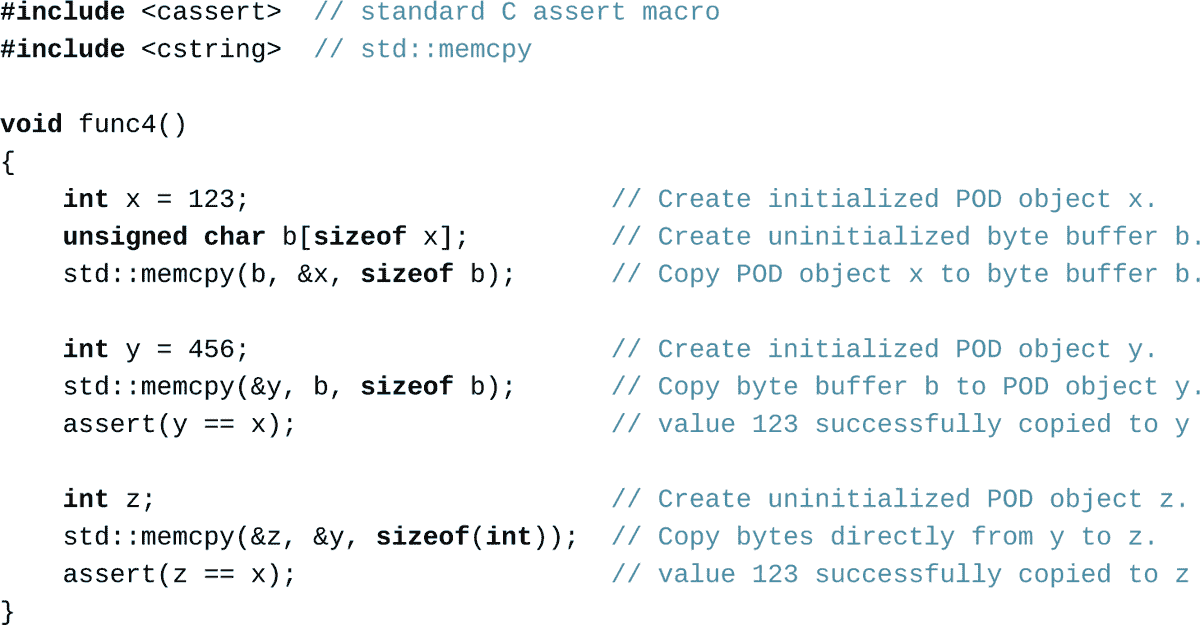 #include <cassert>  // standard C assert macro
#include <cstring>  // std::memcpy

void func4()
{
    int x = 123;                       // Create initialized POD object x.
    unsigned char b[sizeof x];         // Create uninitialized byte buffer b.
    std::memcpy(b, &x, sizeof b);      // Copy POD object x to byte buffer b.

    int y = 456;                       // Create initialized POD object y.
    std::memcpy(&y, b, sizeof b);      // Copy byte buffer b to POD object y.
    assert(y == x);                    // value 123 successfully copied to y

    int z;                             // Create uninitialized POD object z.
    std::memcpy(&z, &y, sizeof(int));  // Copy bytes directly from y to z.
    assert(z == x);                    // value 123 successfully copied to z
}